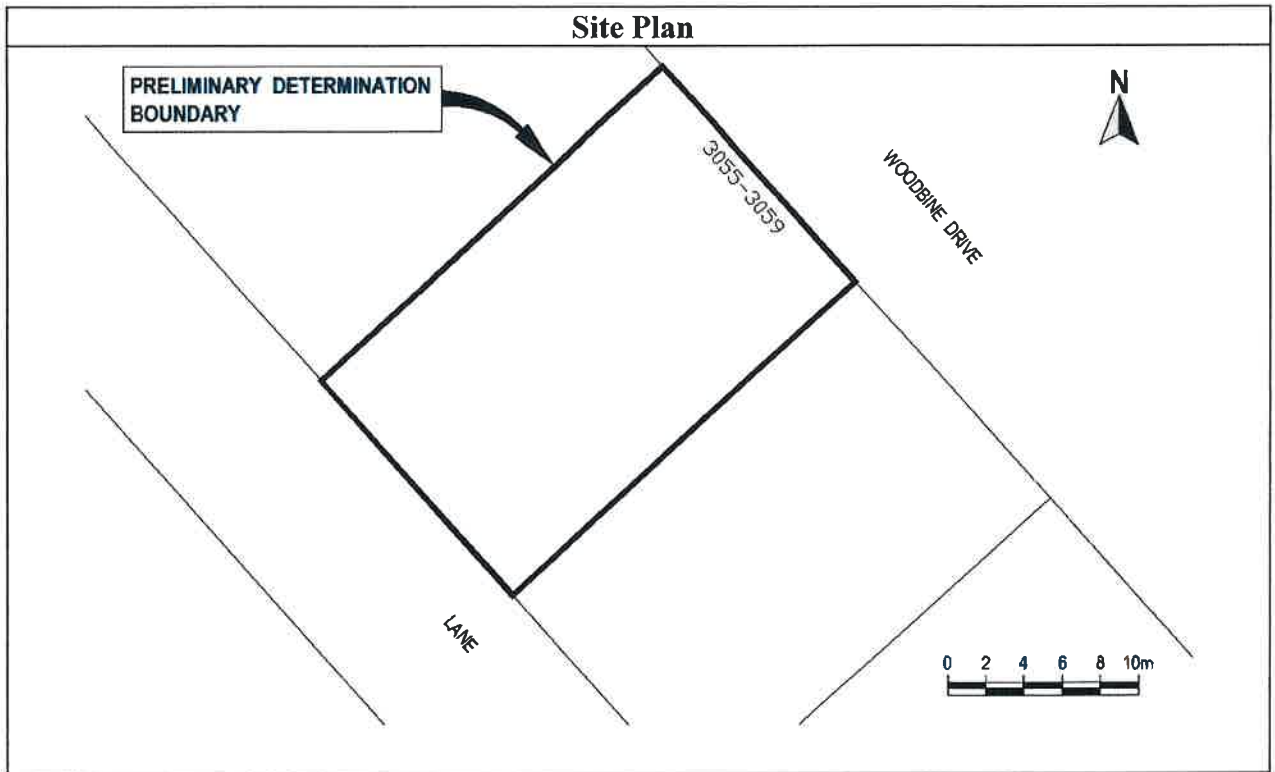 Site Plan
PRELIMINARY DETERMINATION
BOUNDARY
N
3055-3059
WOODBINE DRIVE
LANE
0 2 4 6 8 10m